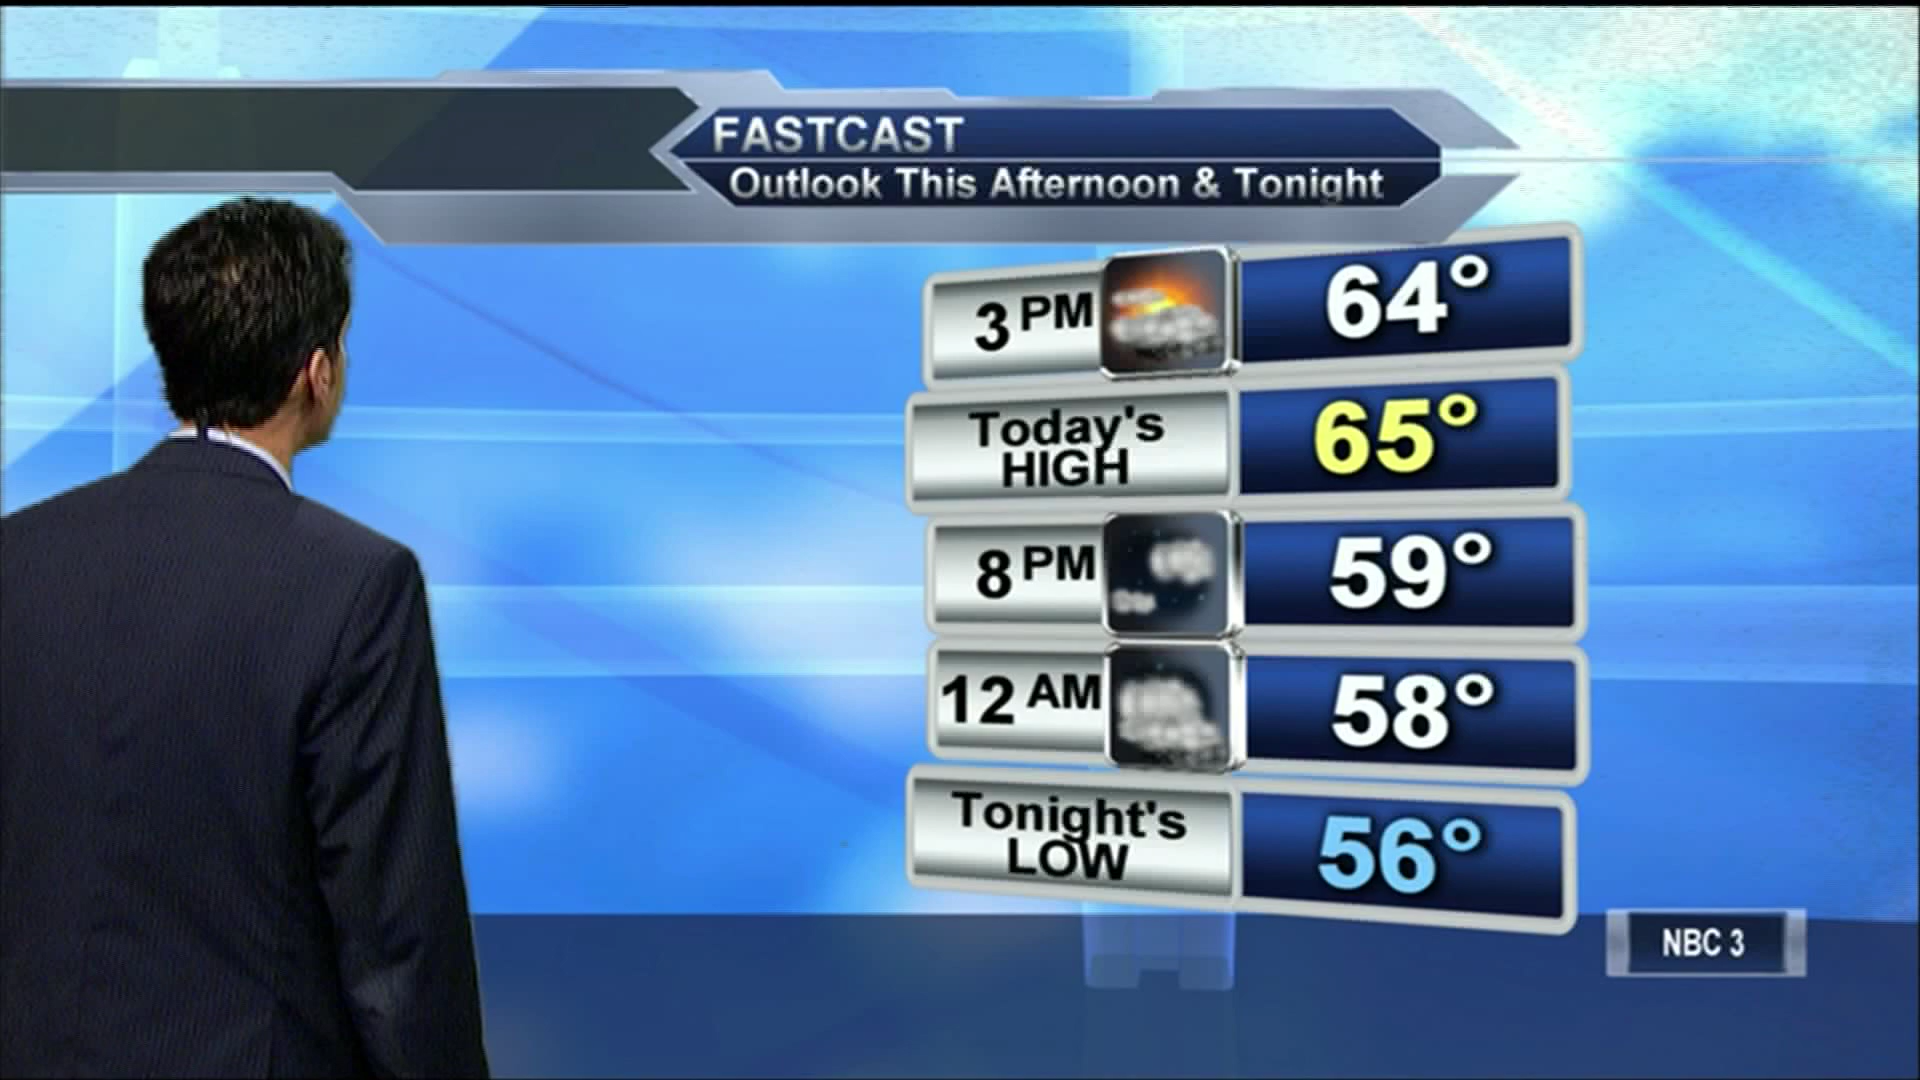 FASTCAST
Outlook This Afternoon & Tonight
3 PM 64°
Today's
HIGH
65°
8 PM 59°
12 AM 58°
Tonight's
LOW
56°
NBC 3